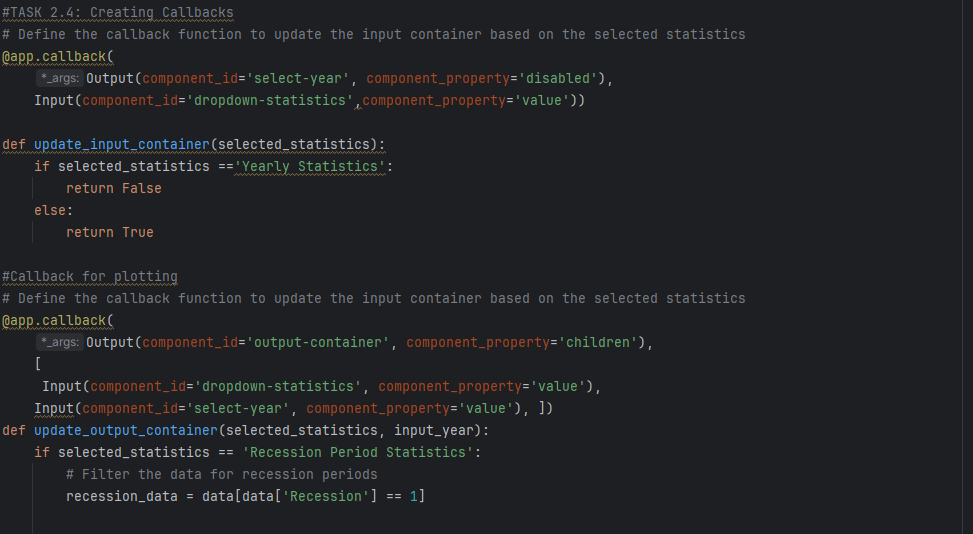 #TASK 2.4: Creating Callbacks
# Define the callback function to update the input container based on the selected statistics
@app.callback(
    *_args: Output(component_id='select-year', component_property='disabled'),
    Input(component_id='dropdown-statistics',component_property='value'))
def update_input_container(selected_statistics):
    if selected_statistics =='Yearly Statistics':
        return False
    else:
        return True
#Callback for plotting
# Define the callback function to update the input container based on the selected statistics
@app.callback(
    *_args: Output(component_id='output-container', component_property='children'),
    [
     Input(component_id='dropdown-statistics', component_property='value'),
    Input(component_id='select-year', component_property='value'), ])
def update_output_container(selected_statistics, input_year):
    if selected_statistics == 'Recession Period Statistics':
        # Filter the data for recession periods
        recession_data = data[data['Recession'] == 1]